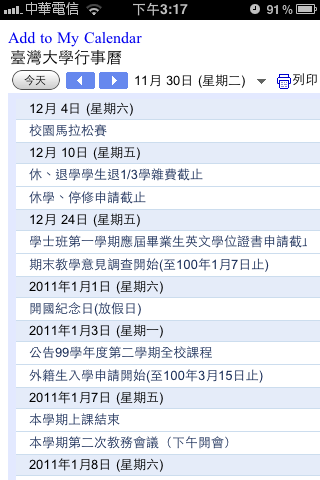 中華電信 下午3:17 91%
Add to My Calendar
臺灣大學行事曆
今天 11月 30日 (星期二) 列印
12月 4日 (星期六)
校園馬拉松賽
12月 10日 (星期五)
休、退學學生退1/3學雜費截止
休學、停修申請截止
12月 24日 (星期五)
學士班第一學期應屆畢業生英文學位證書申請截止
期末教學意見調查開始(至100年1月7日止)
2011年1月1日 (星期六)
開國紀念日(放假日)
2011年1月3日 (星期一)
公告99學年度第二學期全校課程
外籍生入學申請開始(至100年3月15日止)
2011年1月7日 (星期五)
本學期上課結束
本學期第二次教務會議（下午開會）
2011年1月8日 (星期六)